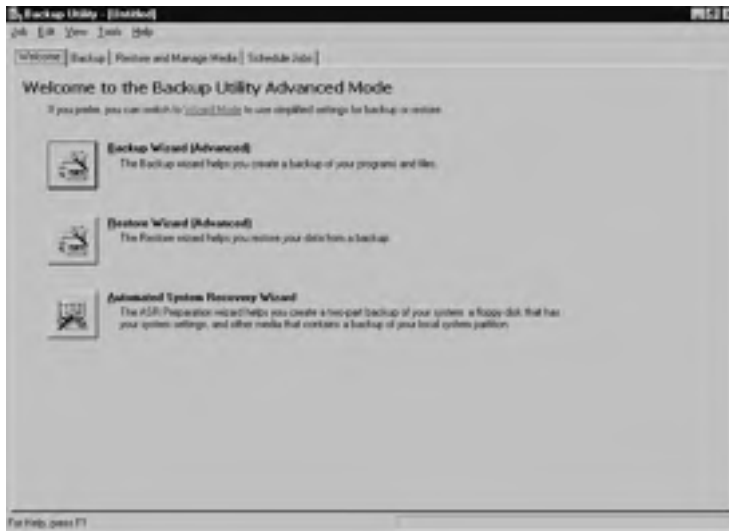 Backup Utility - [Untitled]
Job Edit View Tools Help
Welcome Backup Restore and Manage Media Schedule Jobs
Welcome to the Backup Utility Advanced Mode
If you prefer, you can switch to Wizard Mode to use simplified settings for backup or restore.
Backup Wizard (Advanced)
The Backup wizard helps you create a backup of your programs and files.
Restore Wizard (Advanced)
The Restore wizard helps you restore your data from a backup.
Automated System Recovery Wizard
The ASR Preparation wizard helps you create a two-part backup of your system: a floppy disk that has
your system settings, and other media that contains a backup of your local system partition.
For Help, press F1